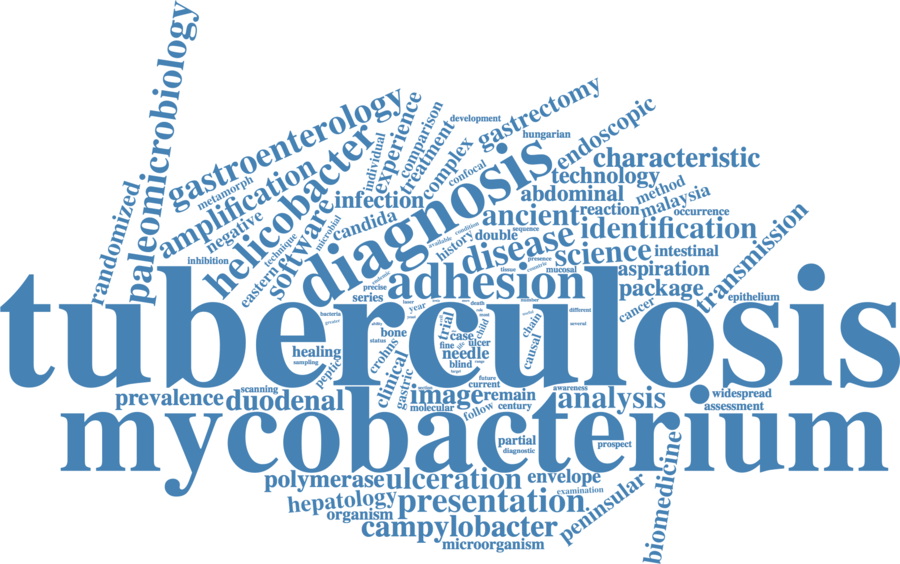 paleomicrobiology
randomized
gastroenterology
metamorph
amplification
negative
inhibition
helicobacter
technique
eastern
software
microbial
individual
experience
comparison
treatment
development
complex
confocal
gastrectomy
hungarian
endoscopic
infection
candida
diagnosis
characteristic
technology
abdominal
method
malaysia
occurrence
ancient
reaction
identification
available
condition
history
double
sequence
disease
presence
science
intestinal
tissue
mucosal
aspiration
transmission
precise
series
adhesion
package
cancer
epithelium
tuberculosis
bacteria
greater
year
death
different
several
trial
child
chain
causal
bone
status
case
fine
ulcer
healing
sampling
crohns
needle
blind
peptic
clinical
gastric
future
current
prevalence
scanning
duodenal
image
remain
molecular
follow
century
awareness
analysis
widespread
assessment
mycobacterium
partial
diagnostic
prospect
polymerase
ulceration
envelope
examination
hepatology
presentation
organism
peninsular
biomedicine
campylobacter
microorganism